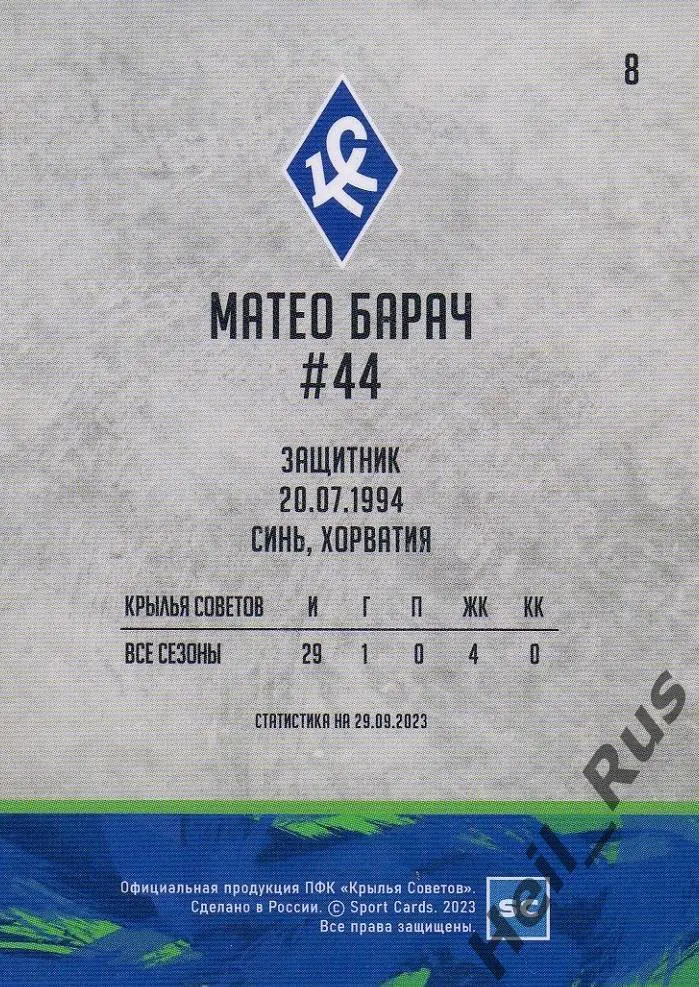 8
КС
МАТЕО БАРАЧ
#44
ЗАЩИТНИК
20.07.1994
СИНЬ, ХОРВАТИЯ
КРЫЛЬЯ СОВЕТОВ И Г П ЖК КК
ВСЕ СЕЗОНЫ 29 1 0 4 0
СТАТИСТИКА НА 29.09.2023
Официальная продукция ПФК «Крылья Советов».
Сделано в России. © Sport Cards. 2023
Все права защищены.
SC
Heil_Rus